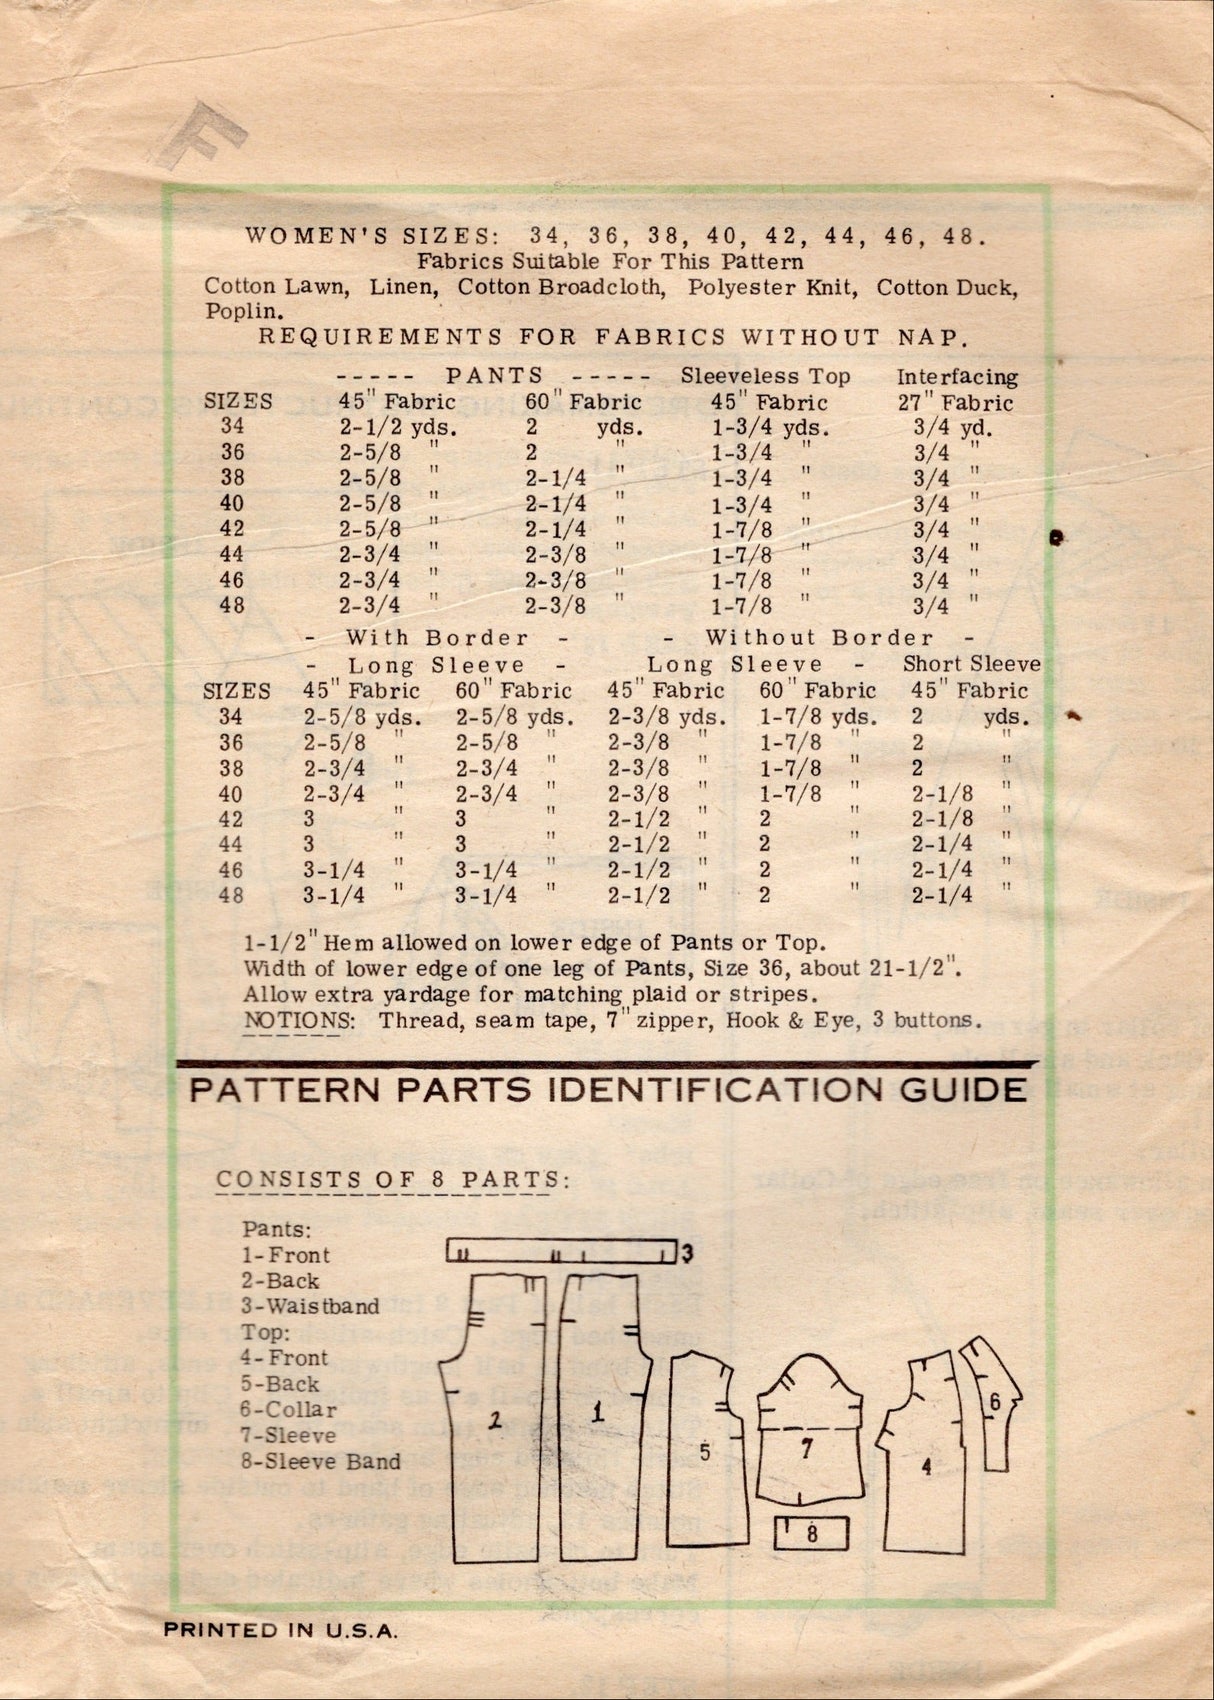 F
WOMEN'S SIZES: 34, 36, 38, 40, 42, 44, 46, 48.
Fabrics Suitable For This Pattern
Cotton Lawn, Linen, Cotton Broadcloth, Polyester Knit, Cotton Duck,
Poplin.
REQUIREMENTS FOR FABRICS WITHOUT NAP.
----- PANTS ----- Sleeveless Top Interfacing
SIZES 45" Fabric 60" Fabric 45" Fabric 27" Fabric
34 2-1/2 yds. 2 yds. 1-3/4 yds. 3/4 yd.
36 2-5/8 " 2 " 1-3/4 " 3/4 "
38 2-5/8 " 2-1/4 " 1-3/4 " 3/4 "
40 2-5/8 " 2-1/4 " 1-3/4 " 3/4 "
42 2-5/8 " 2-1/4 " 1-7/8 " 3/4 "
44 2-3/4 " 2-3/8 " 1-7/8 " 3/4 "
46 2-3/4 " 2-3/8 " 1-7/8 " 3/4 "
48 2-3/4 " 2-3/8 " 1-7/8 " 3/4 "
- With Border - - Without Border -
- Long Sleeve - Long Sleeve - Short Sleeve
SIZES 45" Fabric 60" Fabric 45" Fabric 60" Fabric 45" Fabric
34 2-5/8 yds. 2-5/8 yds. 2-3/8 yds. 1-7/8 yds. 2 yds.
36 2-5/8 " 2-5/8 " 2-3/8 " 1-7/8 " 2 "
38 2-3/4 " 2-3/4 " 2-3/8 " 1-7/8 " 2 "
40 2-3/4 " 2-3/4 " 2-3/8 " 1-7/8 " 2-1/8 "
42 3 " 3 " 2-1/2 " 2 " 2-1/8 "
44 3 " 3 " 2-1/2 " 2 " 2-1/4 "
46 3-1/4 " 3-1/4 " 2-1/2 " 2 " 2-1/4 "
48 3-1/4 " 3-1/4 " 2-1/2 " 2 " 2-1/4 "
1-1/2" Hem allowed on lower edge of Pants or Top.
Width of lower edge of one leg of Pants, Size 36, about 21-1/2".
Allow extra yardage for matching plaid or stripes.
NOTIONS: Thread, seam tape, 7" zipper, Hook & Eye, 3 buttons.
PATTERN PARTS IDENTIFICATION GUIDE
CONSISTS OF 8 PARTS:
Pants:
1-Front
2-Back
3-Waistband
Top:
4-Front
5-Back
6-Collar
7-Sleeve
8-Sleeve Band
3
2
1
5
7
8
4
6
PRINTED IN U.S.A.